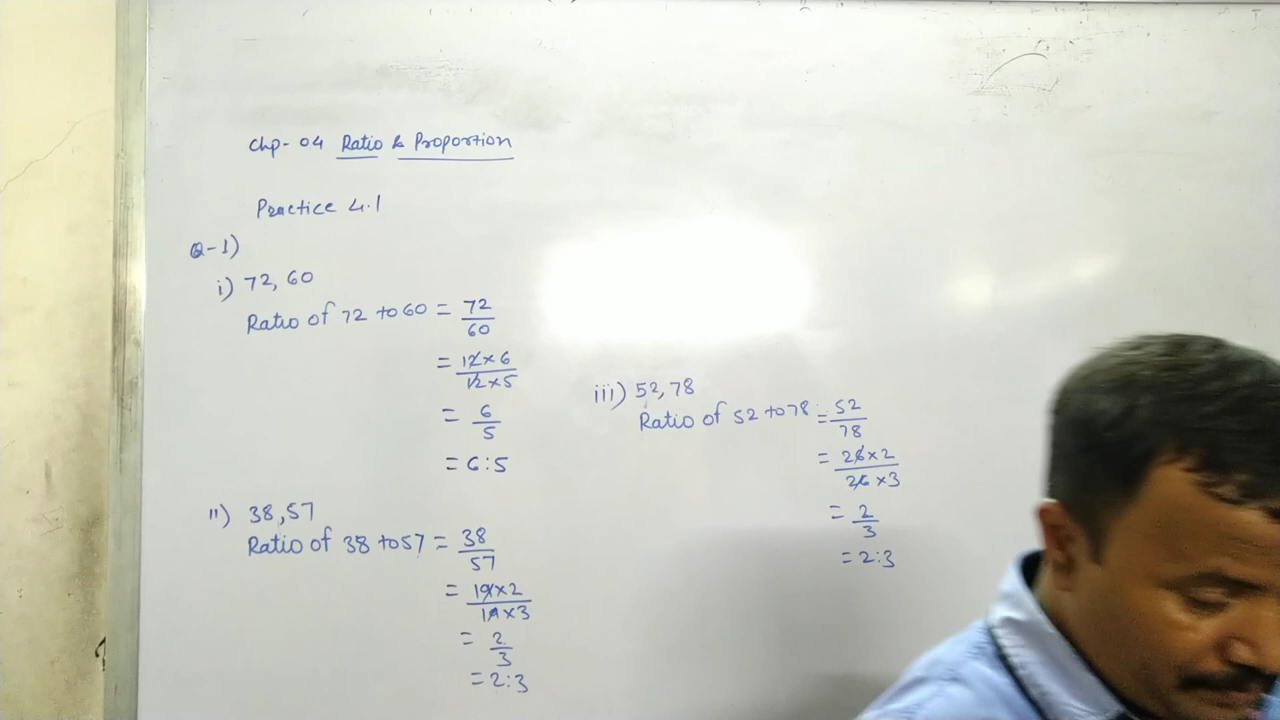 Chp- 04 Ratio & Proportion
Practice 4.1
Q-1)
i) 72, 60
Ratio of 72 to 60 = 72/60
= 12×6/12×5
= 6/5
= 6:5
ii) 38,57
Ratio of 38 to 57 = 38/57
= 19×2/19×3
= 2/3
= 2:3
iii) 52,78
Ratio of 52 to 78 = 52/78
= 26×2/26×3
= 2/3
= 2:3